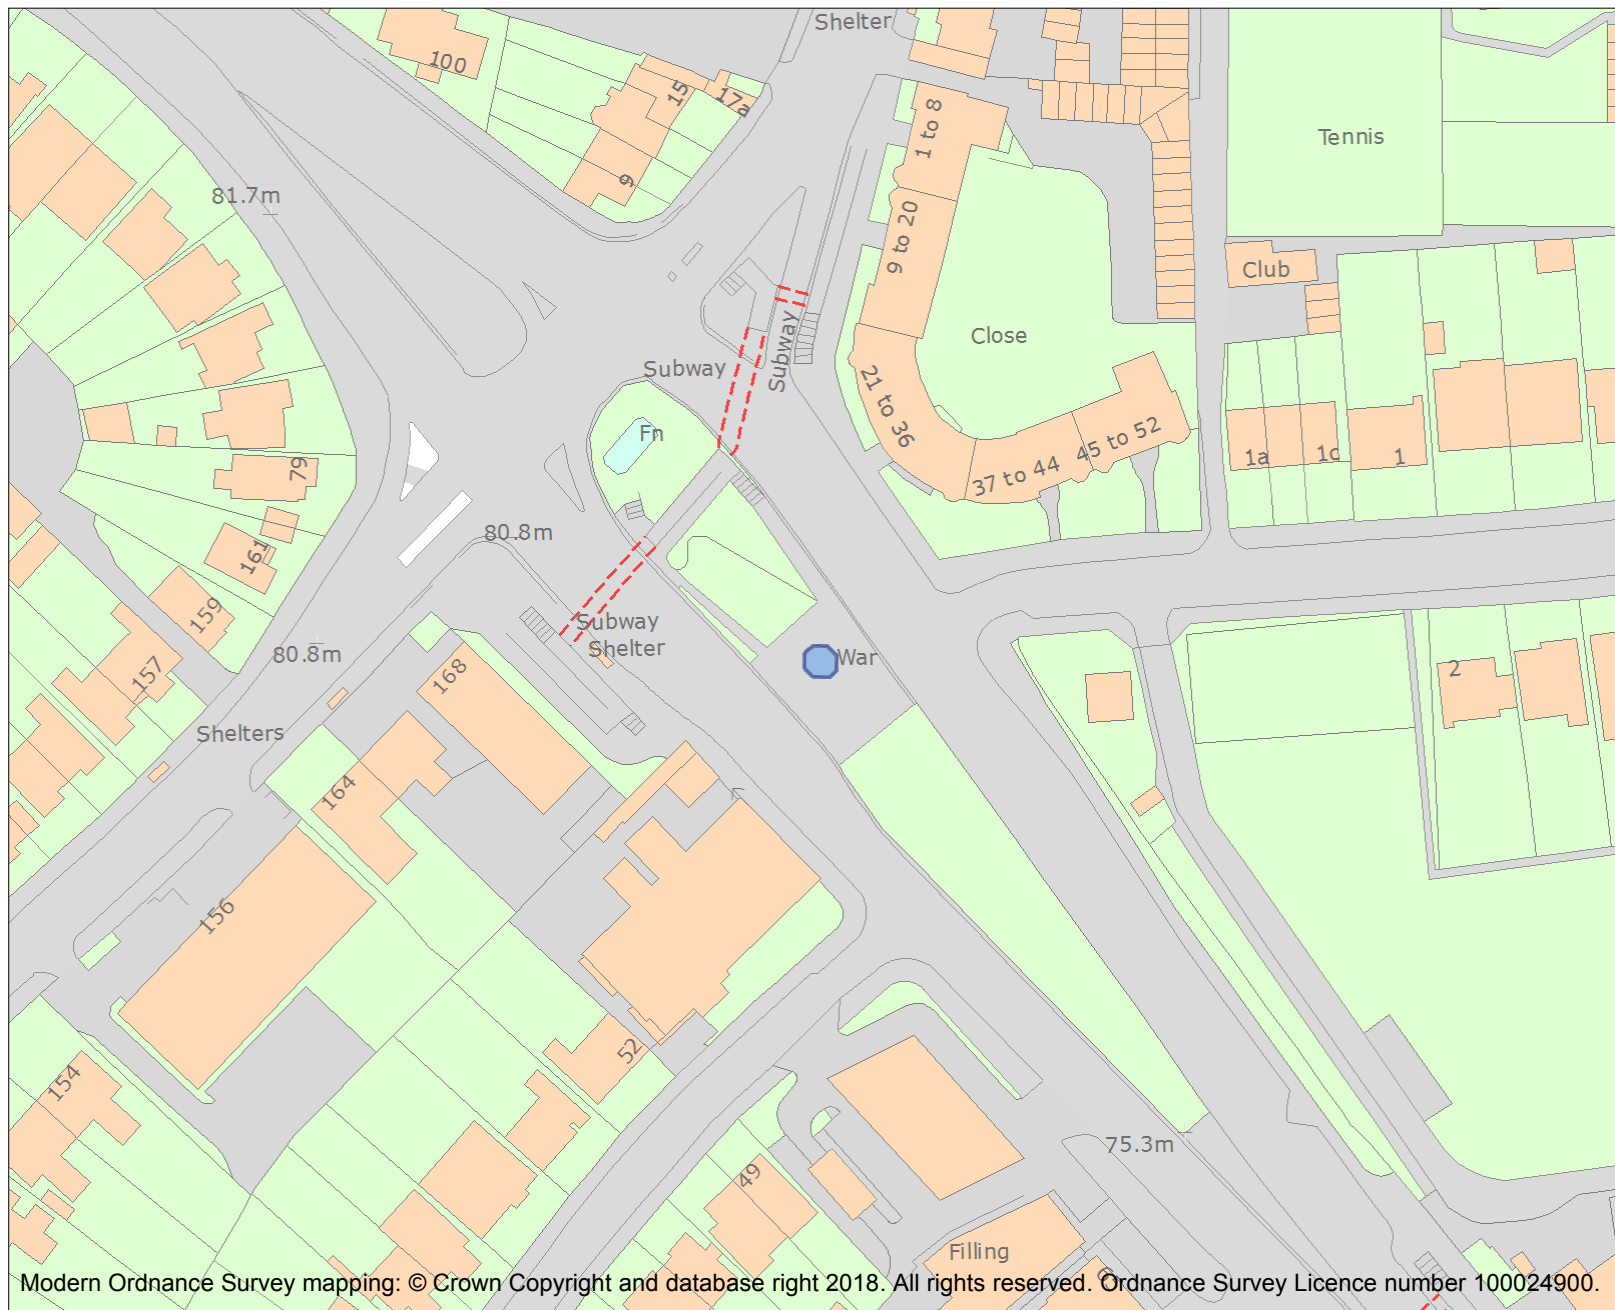 Shelter
100
15
17a
1 to 8
Tennis
9
81.7m
9 to 20
Club
Subway
Close
Subway
21 to 36
Fn
45 to 52
37 to 44
1a
1c
1
79
80.8m
161
159
Subway
Shelter
80.8m
War
157
168
2
Shelters
164
156
52
154
75.3m
49
Filling
Modern Ordnance Survey mapping: © Crown Copyright and database right 2018. All rights reserved. Ordnance Survey Licence number 100024900.